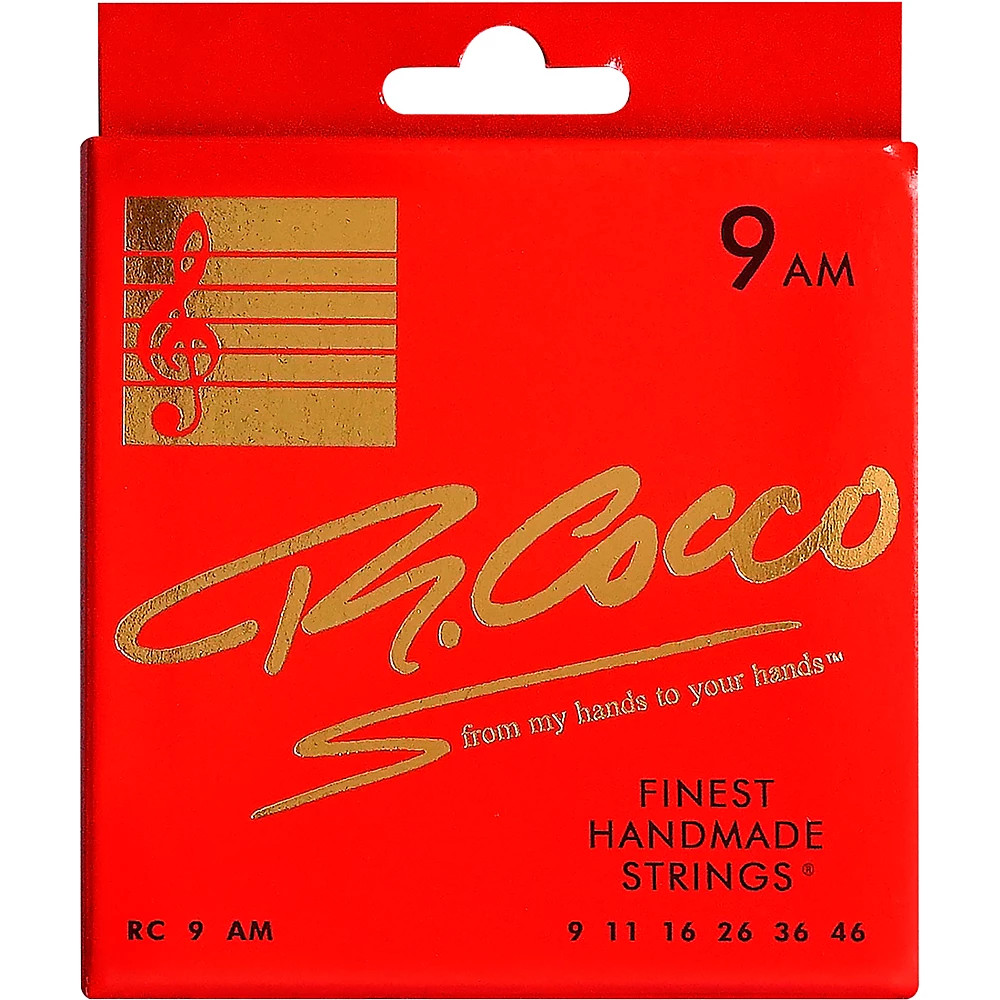 9 AM
R. Cocco
from my hands to your hands™
FINEST
HANDMADE
STRINGS®
RC 9 AM
9 11 16 26 36 46